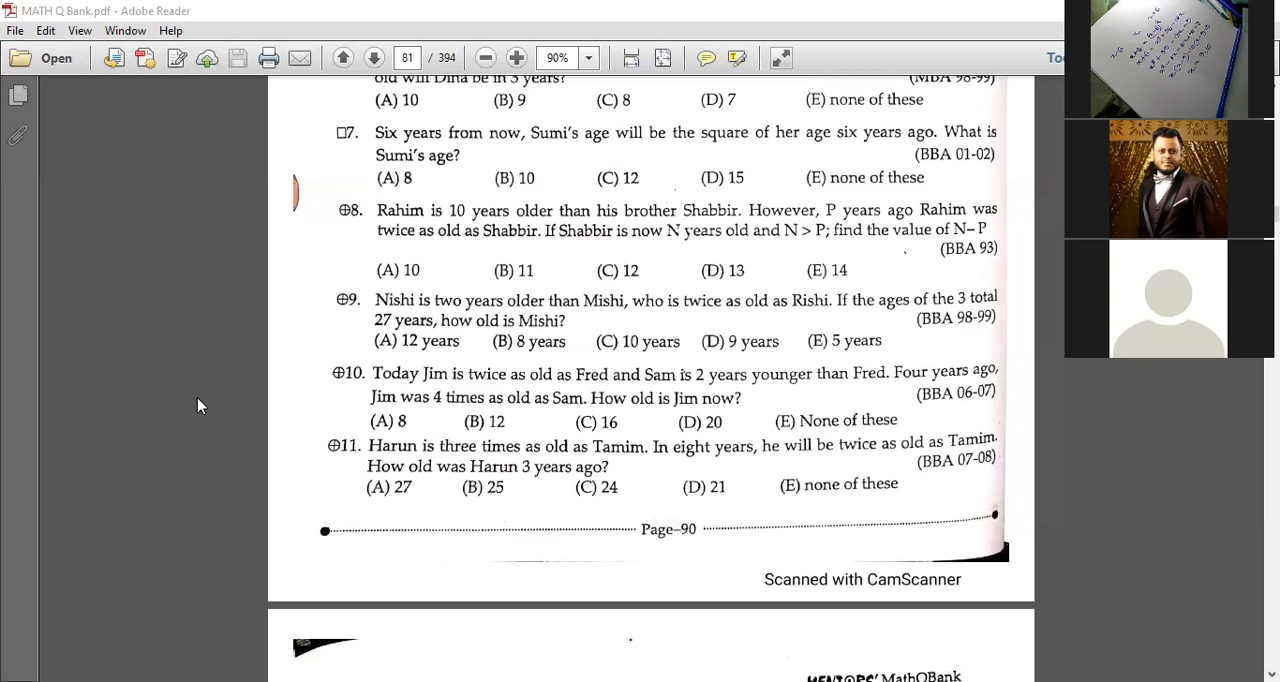 MATH Q Bank.pdf - Adobe Reader
File Edit View Window Help
Open 81 / 394 90%
old will Dina be in 3 years? (MBA 98-99)
(A) 10 (B) 9 (C) 8 (D) 7 (E) none of these
□7. Six years from now, Sumi's age will be the square of her age six years ago. What is
Sumi's age? (BBA 01-02)
(A) 8 (B) 10 (C) 12 (D) 15 (E) none of these
⊕8. Rahim is 10 years older than his brother Shabbir. However, P years ago Rahim was
twice as old as Shabbir. If Shabbir is now N years old and N > P; find the value of N–P
(BBA 93)
(A) 10 (B) 11 (C) 12 (D) 13 (E) 14
⊕9. Nishi is two years older than Mishi, who is twice as old as Rishi. If the ages of the 3 total
27 years, how old is Mishi? (BBA 98-99)
(A) 12 years (B) 8 years (C) 10 years (D) 9 years (E) 5 years
⊕10. Today Jim is twice as old as Fred and Sam is 2 years younger than Fred. Four years ago,
Jim was 4 times as old as Sam. How old is Jim now? (BBA 06-07)
(A) 8 (B) 12 (C) 16 (D) 20 (E) None of these
⊕11. Harun is three times as old as Tamim. In eight years, he will be twice as old as Tamim.
How old was Harun 3 years ago? (BBA 07-08)
(A) 27 (B) 25 (C) 24 (D) 21 (E) none of these
Page–90
Scanned with CamScanner
MENTORS' MathQBank